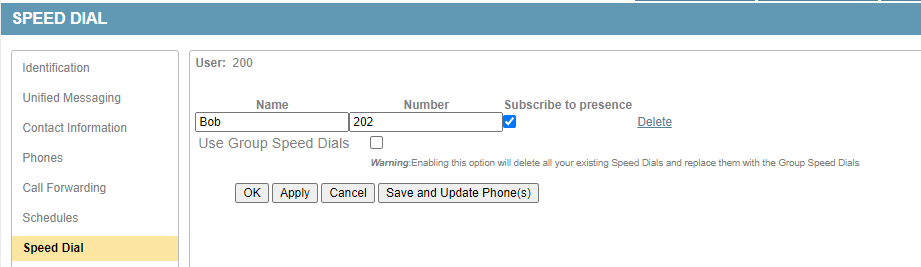 SPEED DIAL
Identification
Unified Messaging
Contact Information
Phones
Call Forwarding
Schedules
Speed Dial
User: 200
Name Number Subscribe to presence
Bob 202 Delete
Use Group Speed Dials
Warning:Enabling this option will delete all your existing Speed Dials and replace them with the Group Speed Dials
OK Apply Cancel Save and Update Phone(s)